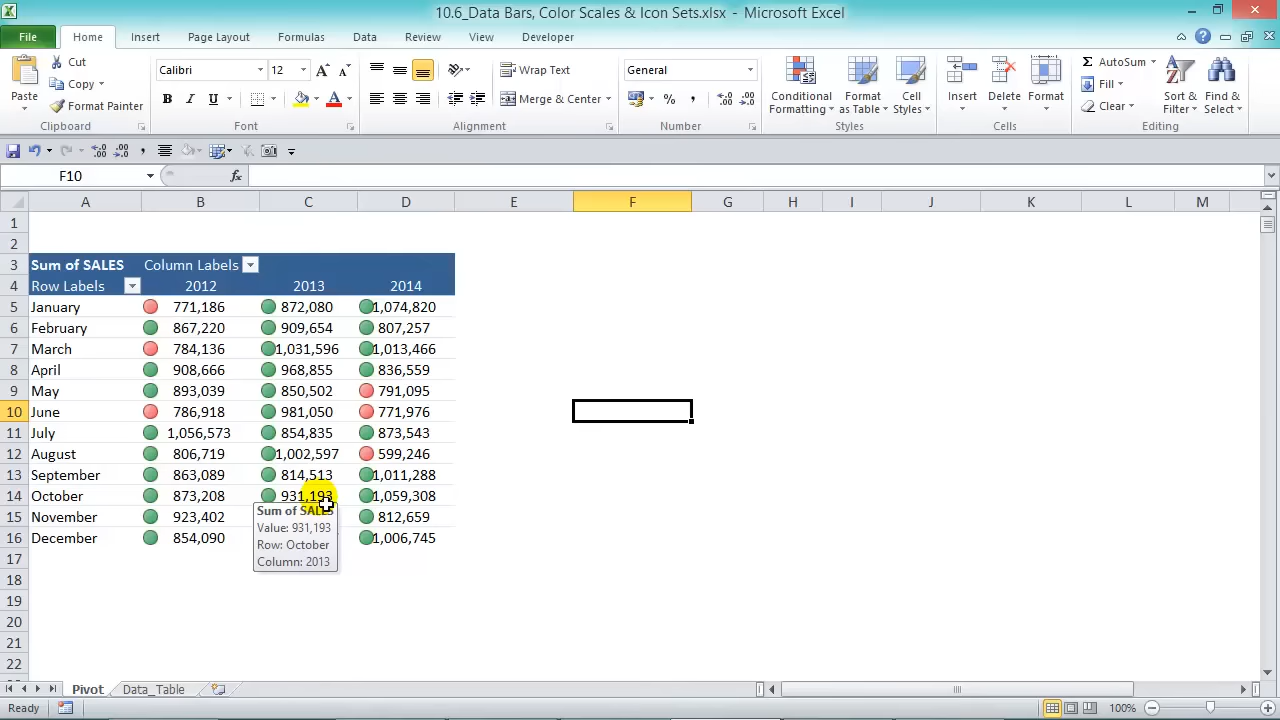 10.6_Data Bars, Color Scales & Icon Sets.xlsx - Microsoft Excel
File Home Insert Page Layout Formulas Data Review View Developer
Cut Calibri 12 Wrap Text General AutoSum
Paste Copy Conditional Formatting Format as Table Cell Styles Insert Delete Format Fill Sort & Filter Find & Select
Format Painter B I U Merge & Center % , Clear
Clipboard Font Alignment Number Styles Cells Editing
F10 fx
A B C D E F G H I J K L M
1
2
3 Sum of SALES Column Labels
4 Row Labels 2012 2013 2014
5 January 771,186 872,080 1,074,820
6 February 867,220 909,654 807,257
7 March 784,136 1,031,596 1,013,466
8 April 908,666 968,855 836,559
9 May 893,039 850,502 791,095
10 June 786,918 981,050 771,976
11 July 1,056,573 854,835 873,543
12 August 806,719 1,002,597 599,246
13 September 863,089 814,513 1,011,288
14 October 873,208 931,193 1,059,308
15 November 923,402 812,659
16 December 854,090 1,006,745
Sum of SALES
Value: 931,193
Row: October
Column: 2013
17
18
19
20
21
22
Pivot Data_Table
Ready 100%